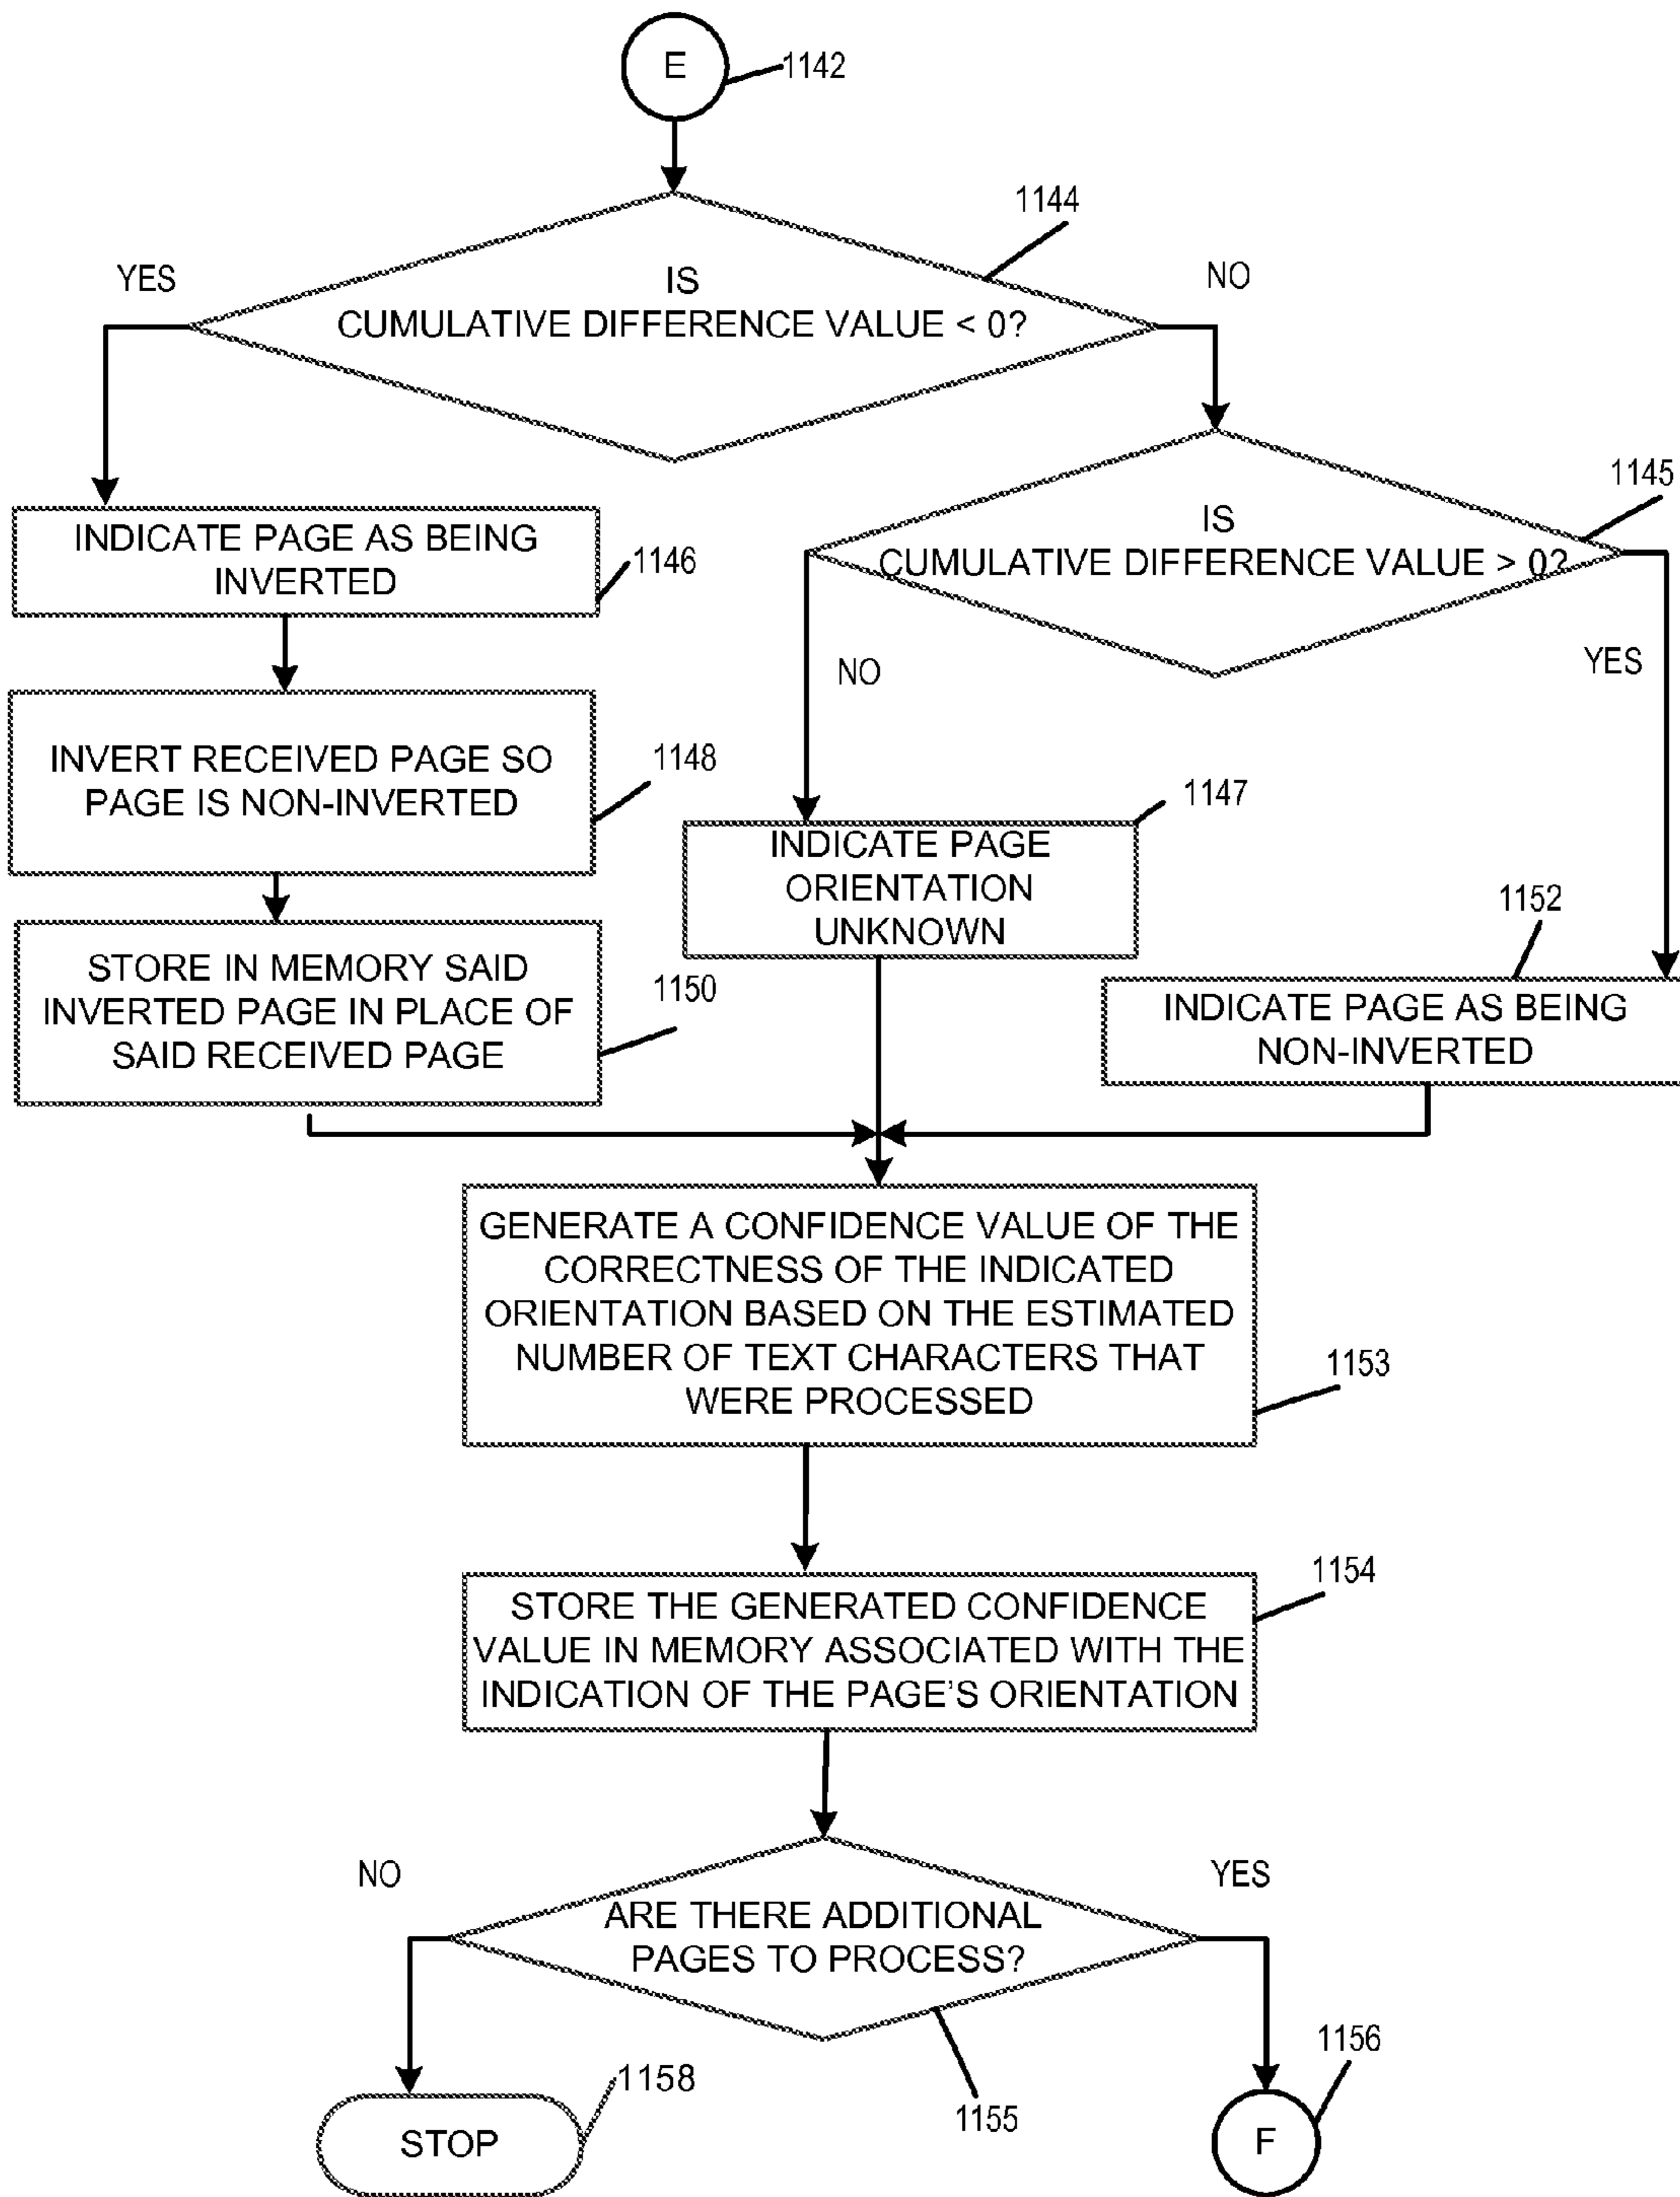 E
1142
1144
YES
NO
IS
CUMULATIVE DIFFERENCE VALUE < 0?
1145
IS
CUMULATIVE DIFFERENCE VALUE > 0?
INDICATE PAGE AS BEING
INVERTED
1146
NO
YES
INVERT RECEIVED PAGE SO
PAGE IS NON-INVERTED
1148
1147
INDICATE PAGE
ORIENTATION
UNKNOWN
1152
STORE IN MEMORY SAID
INVERTED PAGE IN PLACE OF
SAID RECEIVED PAGE
1150
INDICATE PAGE AS BEING
NON-INVERTED
GENERATE A CONFIDENCE VALUE OF THE
CORRECTNESS OF THE INDICATED
ORIENTATION BASED ON THE ESTIMATED
NUMBER OF TEXT CHARACTERS THAT
WERE PROCESSED
1153
1154
STORE THE GENERATED CONFIDENCE
VALUE IN MEMORY ASSOCIATED WITH THE
INDICATION OF THE PAGE'S ORIENTATION
NO
YES
ARE THERE ADDITIONAL
PAGES TO PROCESS?
1155
1156
1158
STOP
F